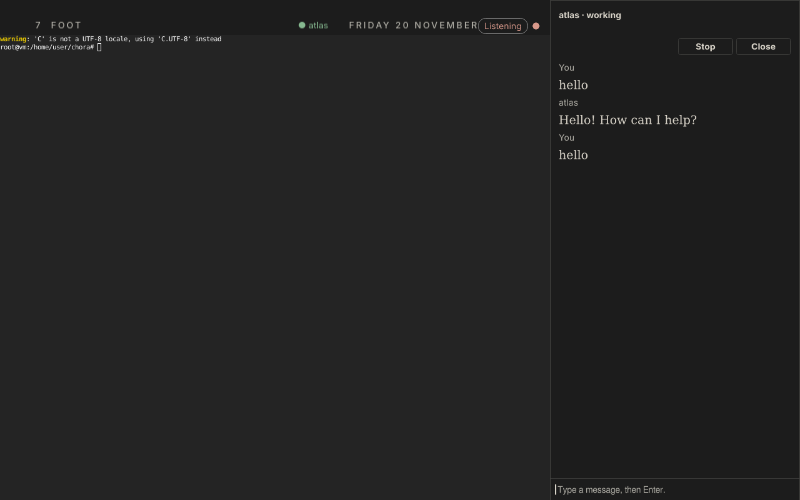 7 FOOT
atlas
FRIDAY 20 NOVEMBER
Listening
warning: 'C' is not a UTF-8 locale, using 'C.UTF-8' instead
root@vm:/home/user/chora#
atlas · working
Stop
Close
You
hello
atlas
Hello! How can I help?
You
hello
Type a message, then Enter.